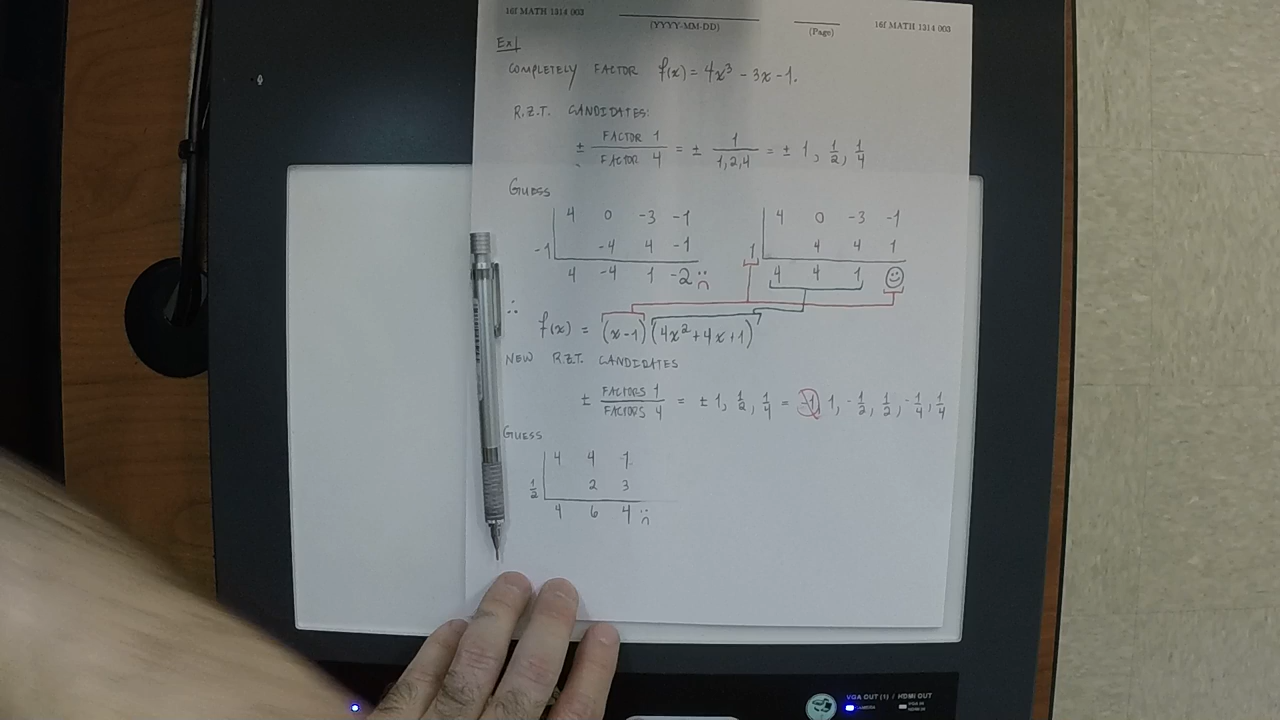 16f MATH 1314 003 (YYYY-MM-DD) (Page) 16f MATH 1314 003
Ex1
COMPLETELY FACTOR f(x) = 4x³ - 3x - 1.
R.Z.T. CANDIDATES:
± FACTOR 1 / FACTOR 4 = ± 1 / 1,2,4 = ± 1, 1/2, 1/4
GUESS
4 0 -3 -1
-1 -4 4 -1
4 -4 1 -2
4 0 -3 -1
1 4 4 1
4 4 1
∴ f(x) = (x-1)(4x²+4x+1)
NEW R.Z.T. CANDIDATES
± FACTORS 1 / FACTORS 4 = ± 1, 1/2, 1/4 = -1, 1, -1/2, 1/2, -1/4, 1/4
GUESS
4 4 1
1/2 2 3
4 6 4
VGA OUT (1) / HDMI OUT